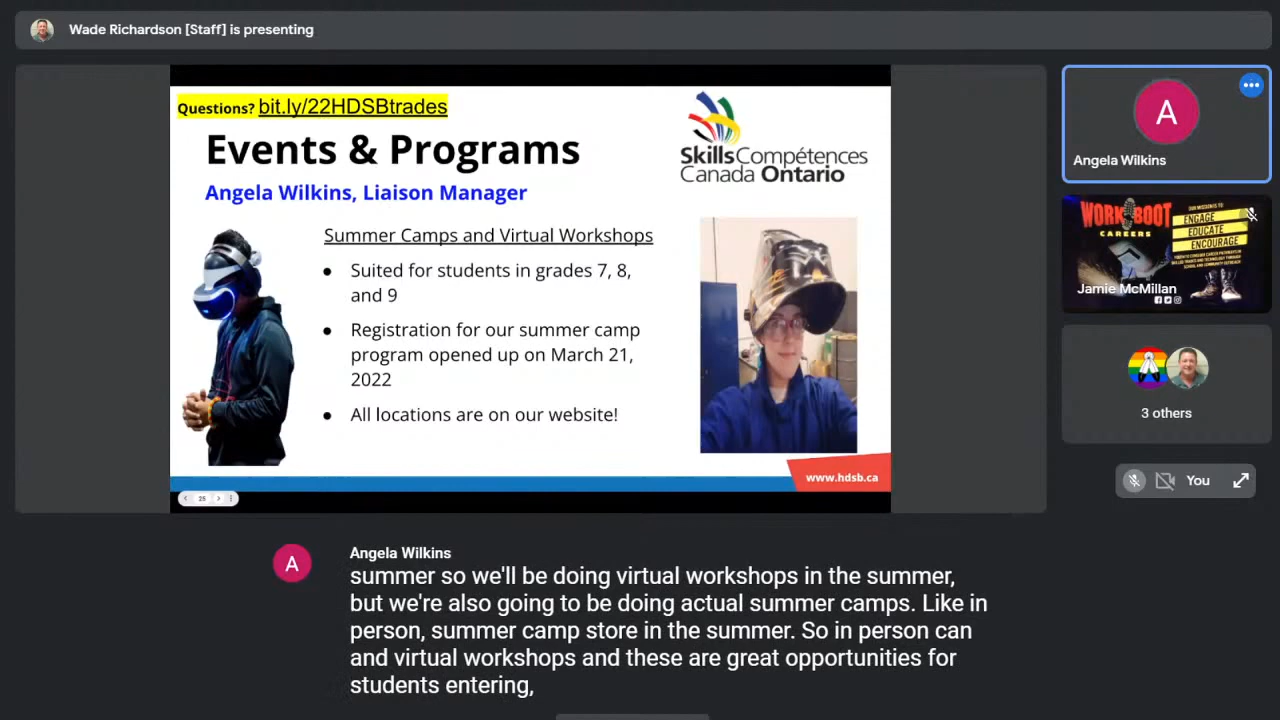 Wade Richardson [Staff] is presenting
Questions? bit.ly/22HDSBtrades
Events & Programs
Angela Wilkins, Liaison Manager
Skills Compétences
Canada Ontario
Summer Camps and Virtual Workshops
• Suited for students in grades 7, 8,
and 9
• Registration for our summer camp
program opened up on March 21,
2022
• All locations are on our website!
www.hdsb.ca
25
A
Angela Wilkins
WORK BOOT
CAREERS
OUR MISSION IS TO:
ENGAGE
EDUCATE
ENCOURAGE
Jamie McMillan
3 others
You
A
Angela Wilkins
summer so we'll be doing virtual workshops in the summer,
but we're also going to be doing actual summer camps. Like in
person, summer camp store in the summer. So in person can
and virtual workshops and these are great opportunities for
students entering,